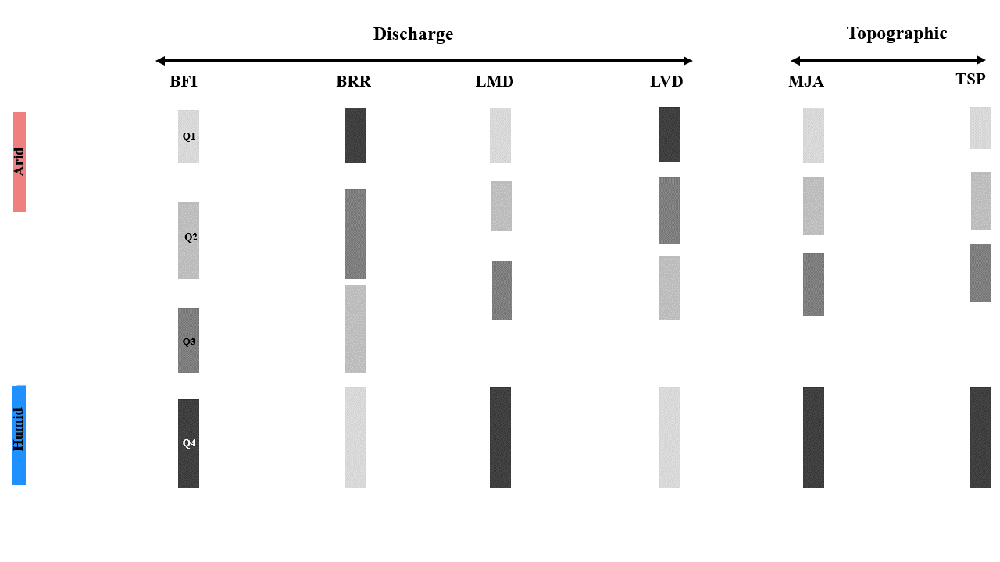 Discharge
Topographic
BFI
BRR
LMD
LVD
MJA
TSP
Arid
Q1
Q2
Q3
Humid
Q4